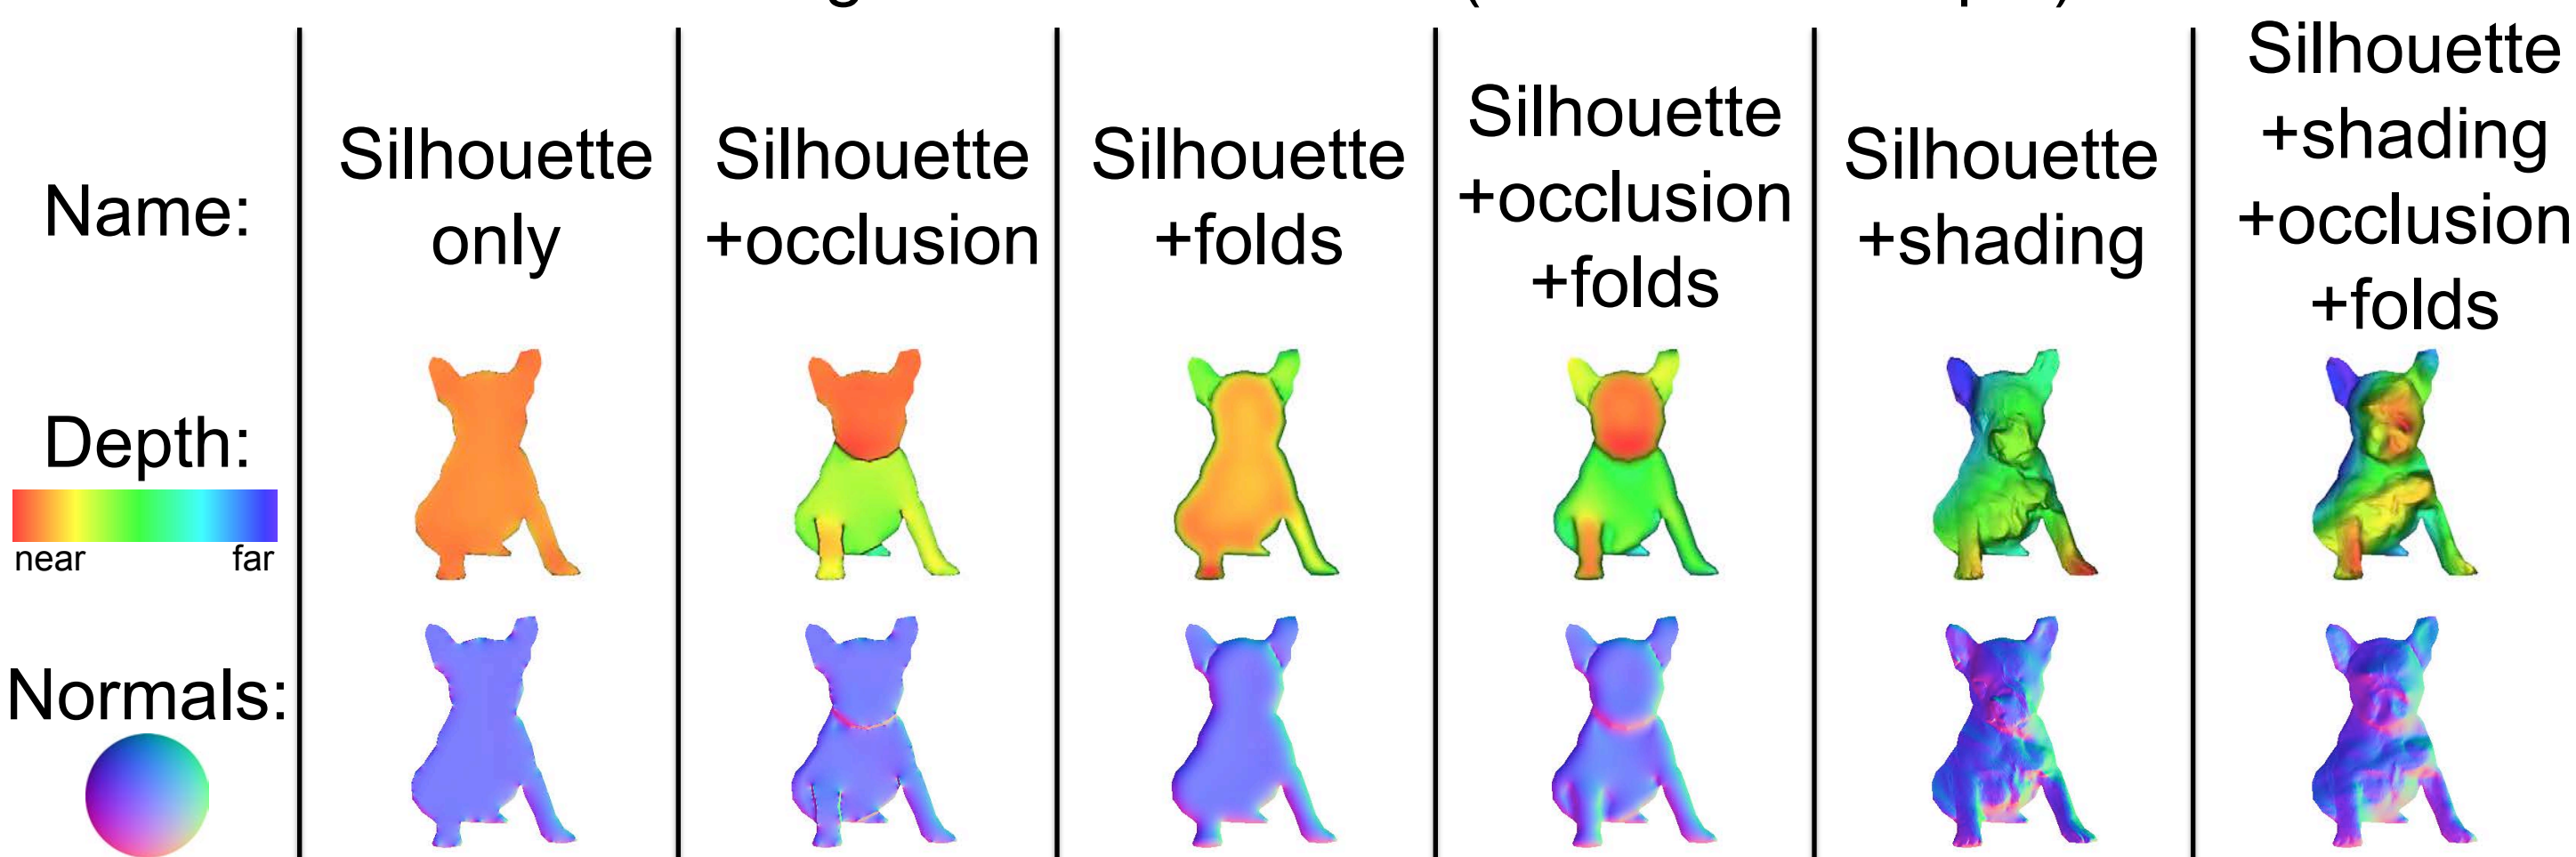 Name:
Silhouette
only
Silhouette
+occlusion
Silhouette
+folds
Silhouette
+occlusion
+folds
Silhouette
+shading
Silhouette
+shading
+occlusion
+folds
Depth:
near far
Normals: